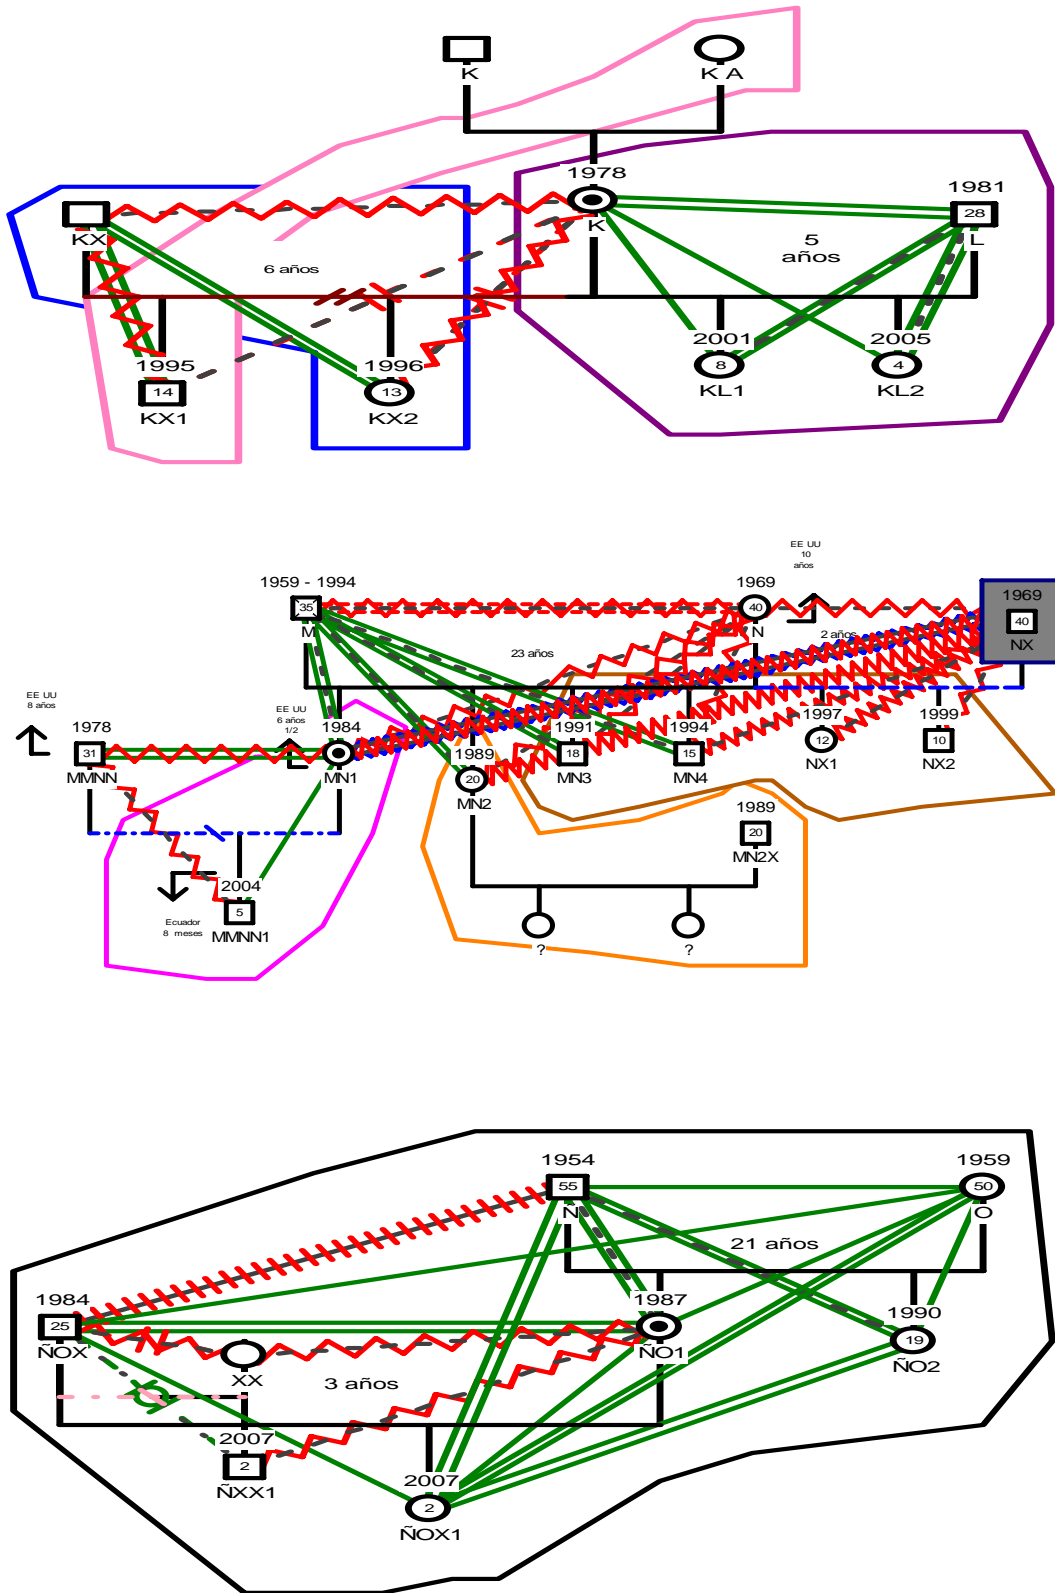 K
K A
1978
1981
28
KX
K
L
6 años
5
años
1995
1996
2001
2005
14
13
8
4
KX1
KX2
KL1
KL2
EE UU
10
años
1959 - 1994
1969
1969
35
40
40
M
N
NX
23 años
2 años
EE UU
8 años
EE UU
6 años
1/2
1978
1984
1989
1991
1994
1997
1999
31
20
18
15
12
10
MMNN
MN1
MN2
MN3
MN4
NX1
NX2
1989
20
MN2X
2004
5
MMNN1
Ecuador
8 meses
?
?
1954
1959
55
50
N
O
21 años
1984
1987
1990
25
19
ÑOX
XX
ÑO1
ÑO2
3 años
2007
2
ÑXX1
2007
2
ÑOX1